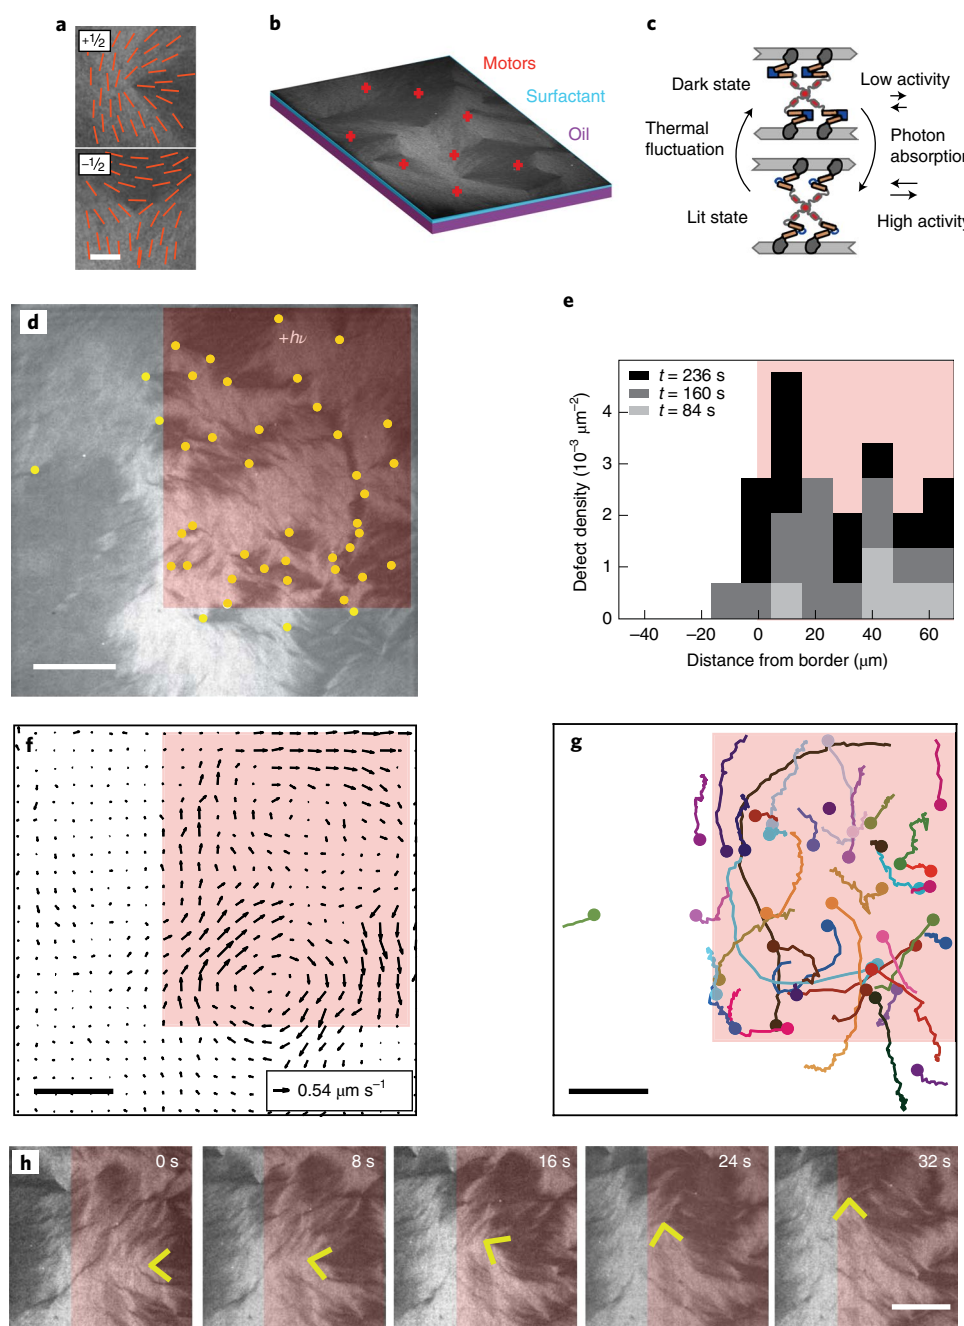 a
+½
−½
b
Motors
Surfactant
Oil
c
Dark state
Low activity
Thermal
fluctuation
Photon
absorption
Lit state
High activity
d
+hν
e
t = 236 s
t = 160 s
t = 84 s
Defect density (10⁻³ μm⁻²)
4
3
2
1
0
−40
−20
0
20
40
60
Distance from border (μm)
f
0.54 μm s⁻¹
g
h
0 s
8 s
16 s
24 s
32 s